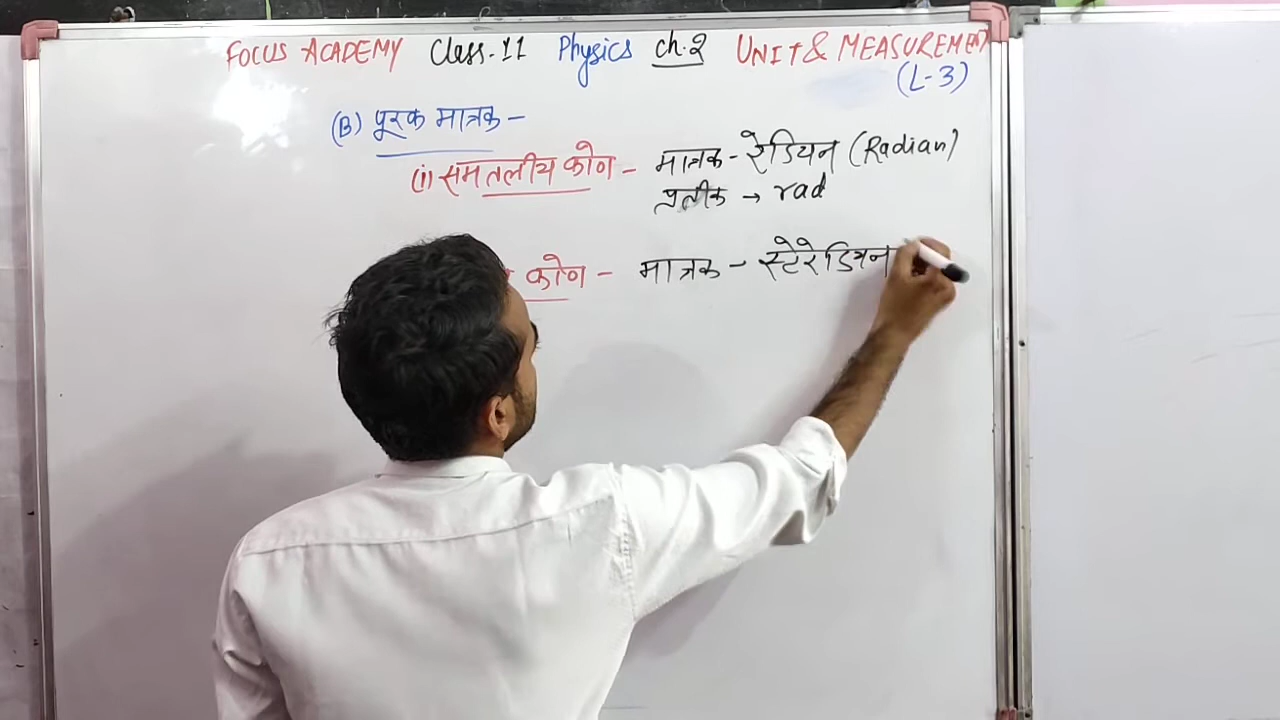 FOCUS ACADEMY Class-11 Physics ch.2 UNIT & MEASUREMENT
(L-3)
(B) पूरक मात्रक -
(i) समतलीय कोण - मात्रक - रेडियन (Radian)
प्रतीक → rad
कोण - मात्रक - स्टेरेडियन